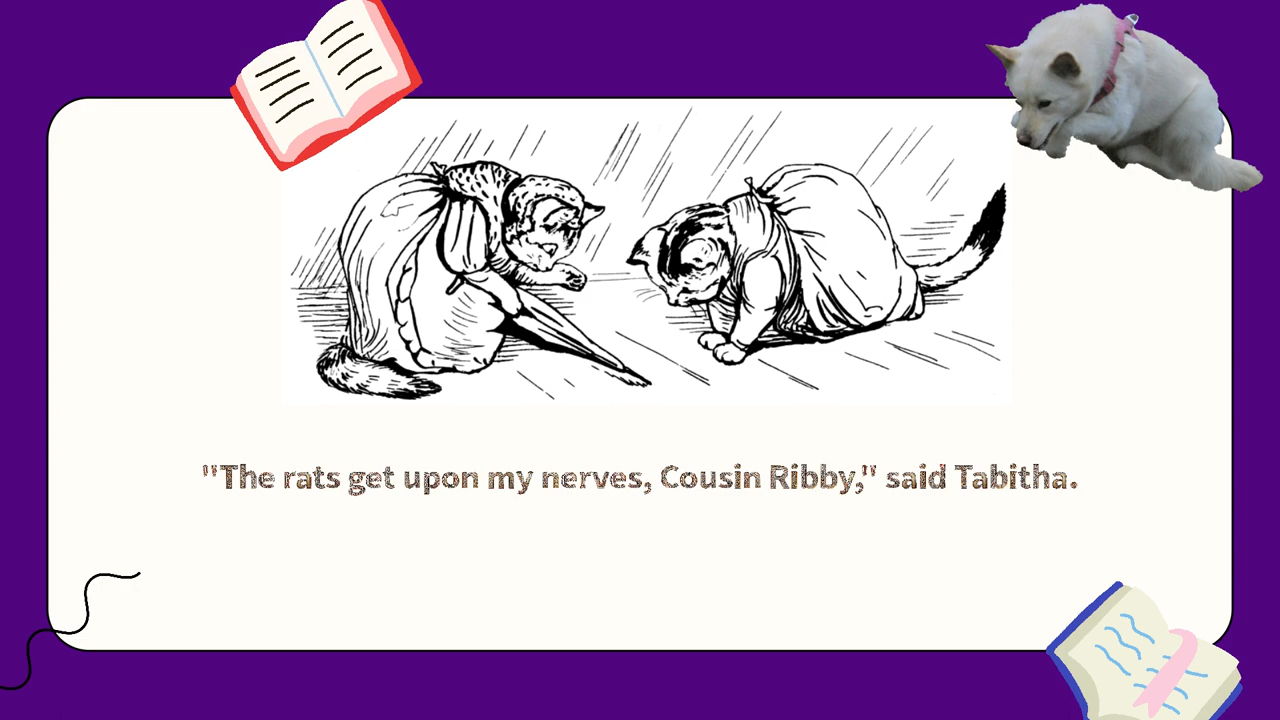 "The rats get upon my nerves, Cousin Ribby," said Tabitha.